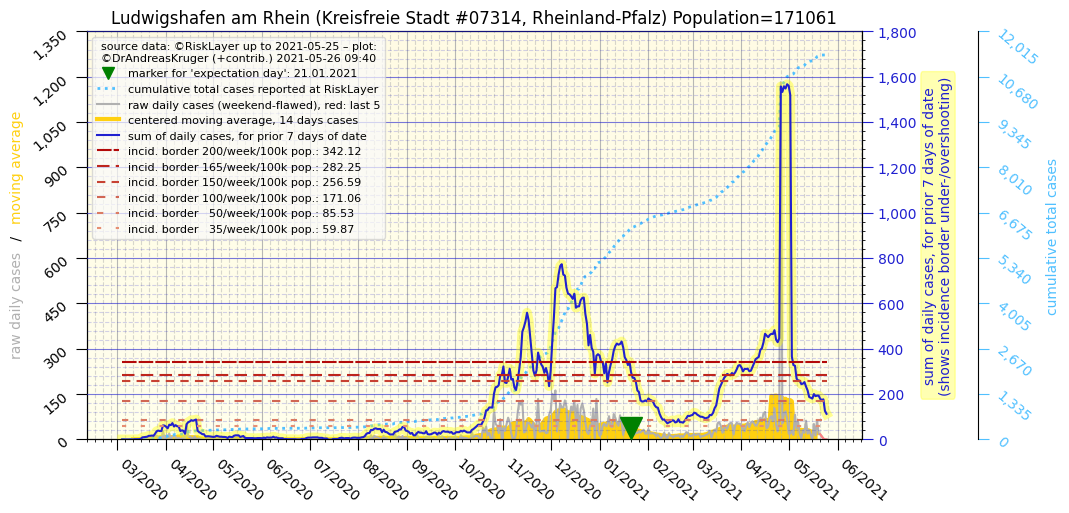 Ludwigshafen am Rhein (Kreisfreie Stadt #07314, Rheinland-Pfalz) Population=171061
source data: ©RiskLayer up to 2021-05-25 – plot:
©DrAndreasKruger (+contrib.) 2021-05-26 09:40
marker for 'expectation day': 21.01.2021
cumulative total cases reported at RiskLayer
raw daily cases (weekend-flawed), red: last 5
centered moving average, 14 days cases
sum of daily cases, for prior 7 days of date
incid. border 200/week/100k pop.: 342.12
incid. border 165/week/100k pop.: 282.25
incid. border 150/week/100k pop.: 256.59
incid. border 100/week/100k pop.: 171.06
incid. border   50/week/100k pop.: 85.53
incid. border   35/week/100k pop.: 59.87
raw daily cases / moving average
1,350
1,200
1,050
900
750
600
450
300
150
0
03/2020
04/2020
05/2020
06/2020
07/2020
08/2020
09/2020
10/2020
11/2020
12/2020
01/2021
02/2021
03/2021
04/2021
05/2021
06/2021
1,800
1,600
1,400
1,200
1,000
800
600
400
200
0
sum of daily cases, for prior 7 days of date
(shows incidence border under-/overshooting)
12,015
10,680
9,345
8,010
6,675
5,340
4,005
2,670
1,335
0
cumulative total cases